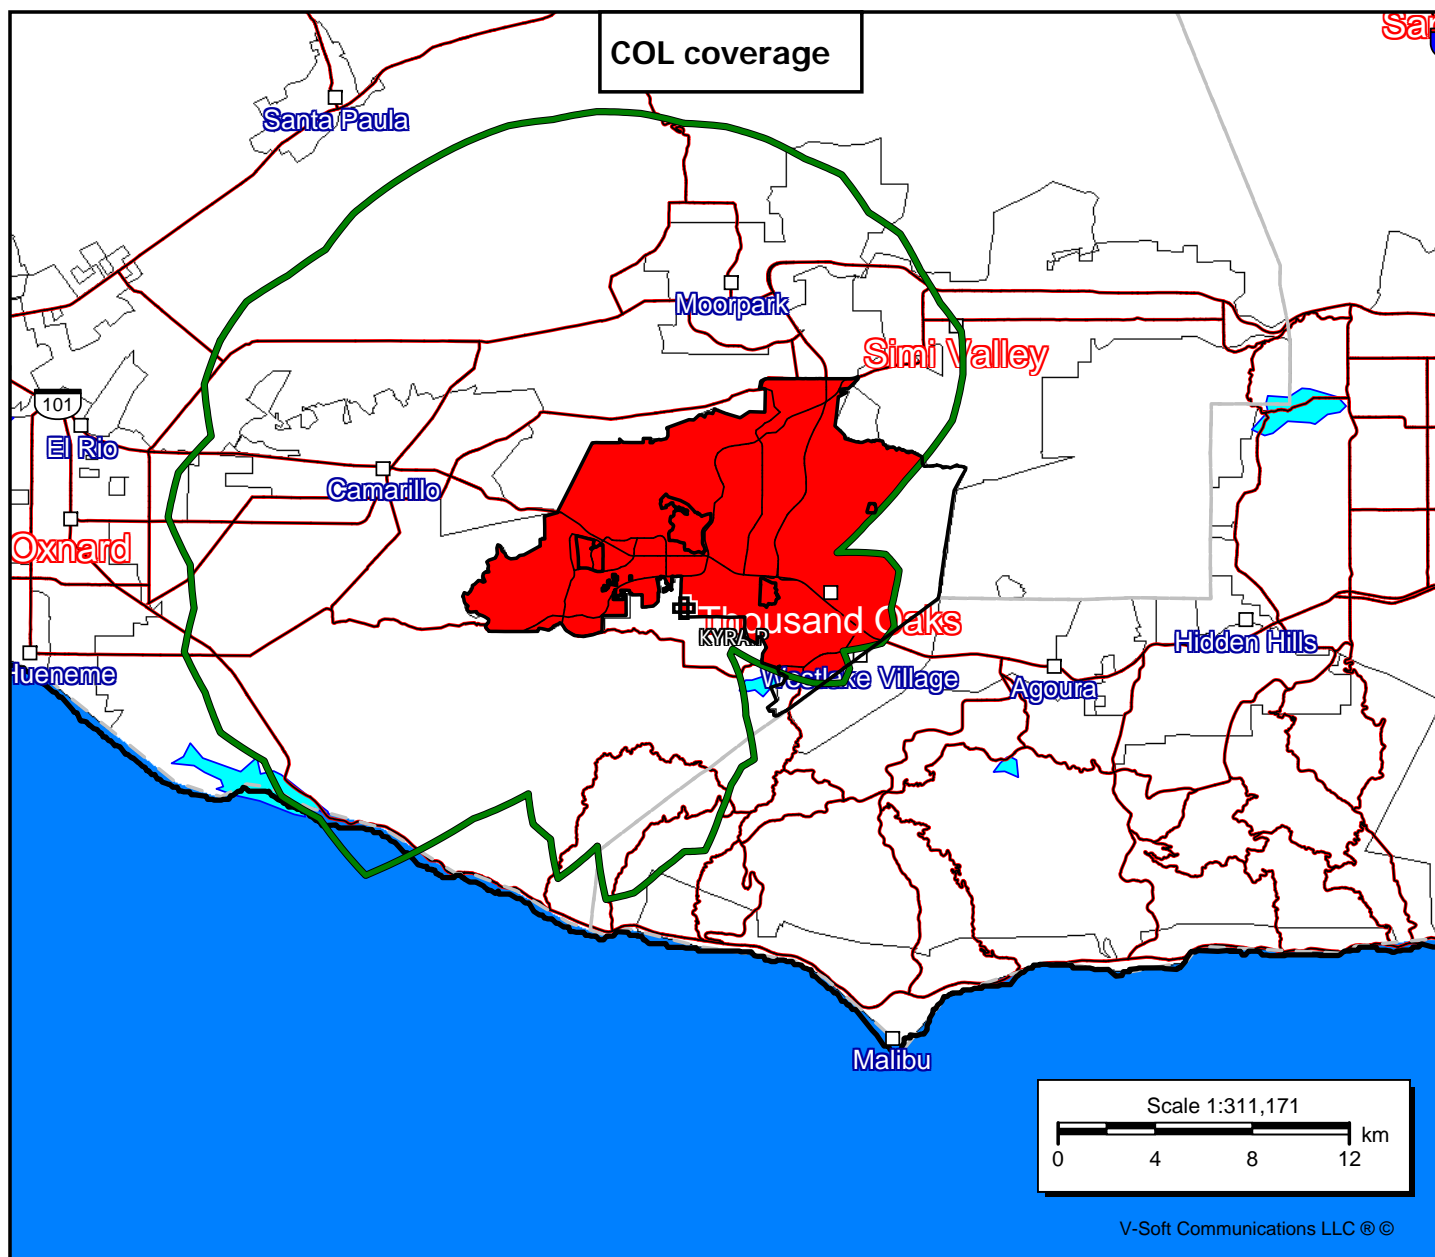 COL coverage
Santa Paula
Moorpark
Simi Valley
101
El Rio
Camarillo
Oxnard
Thousand Oaks
KYRA.P
Hidden Hills
Hueneme
Westlake Village
Agoura
Malibu
Scale 1:311,171
km
0 4 8 12
V-Soft Communications LLC ® ©